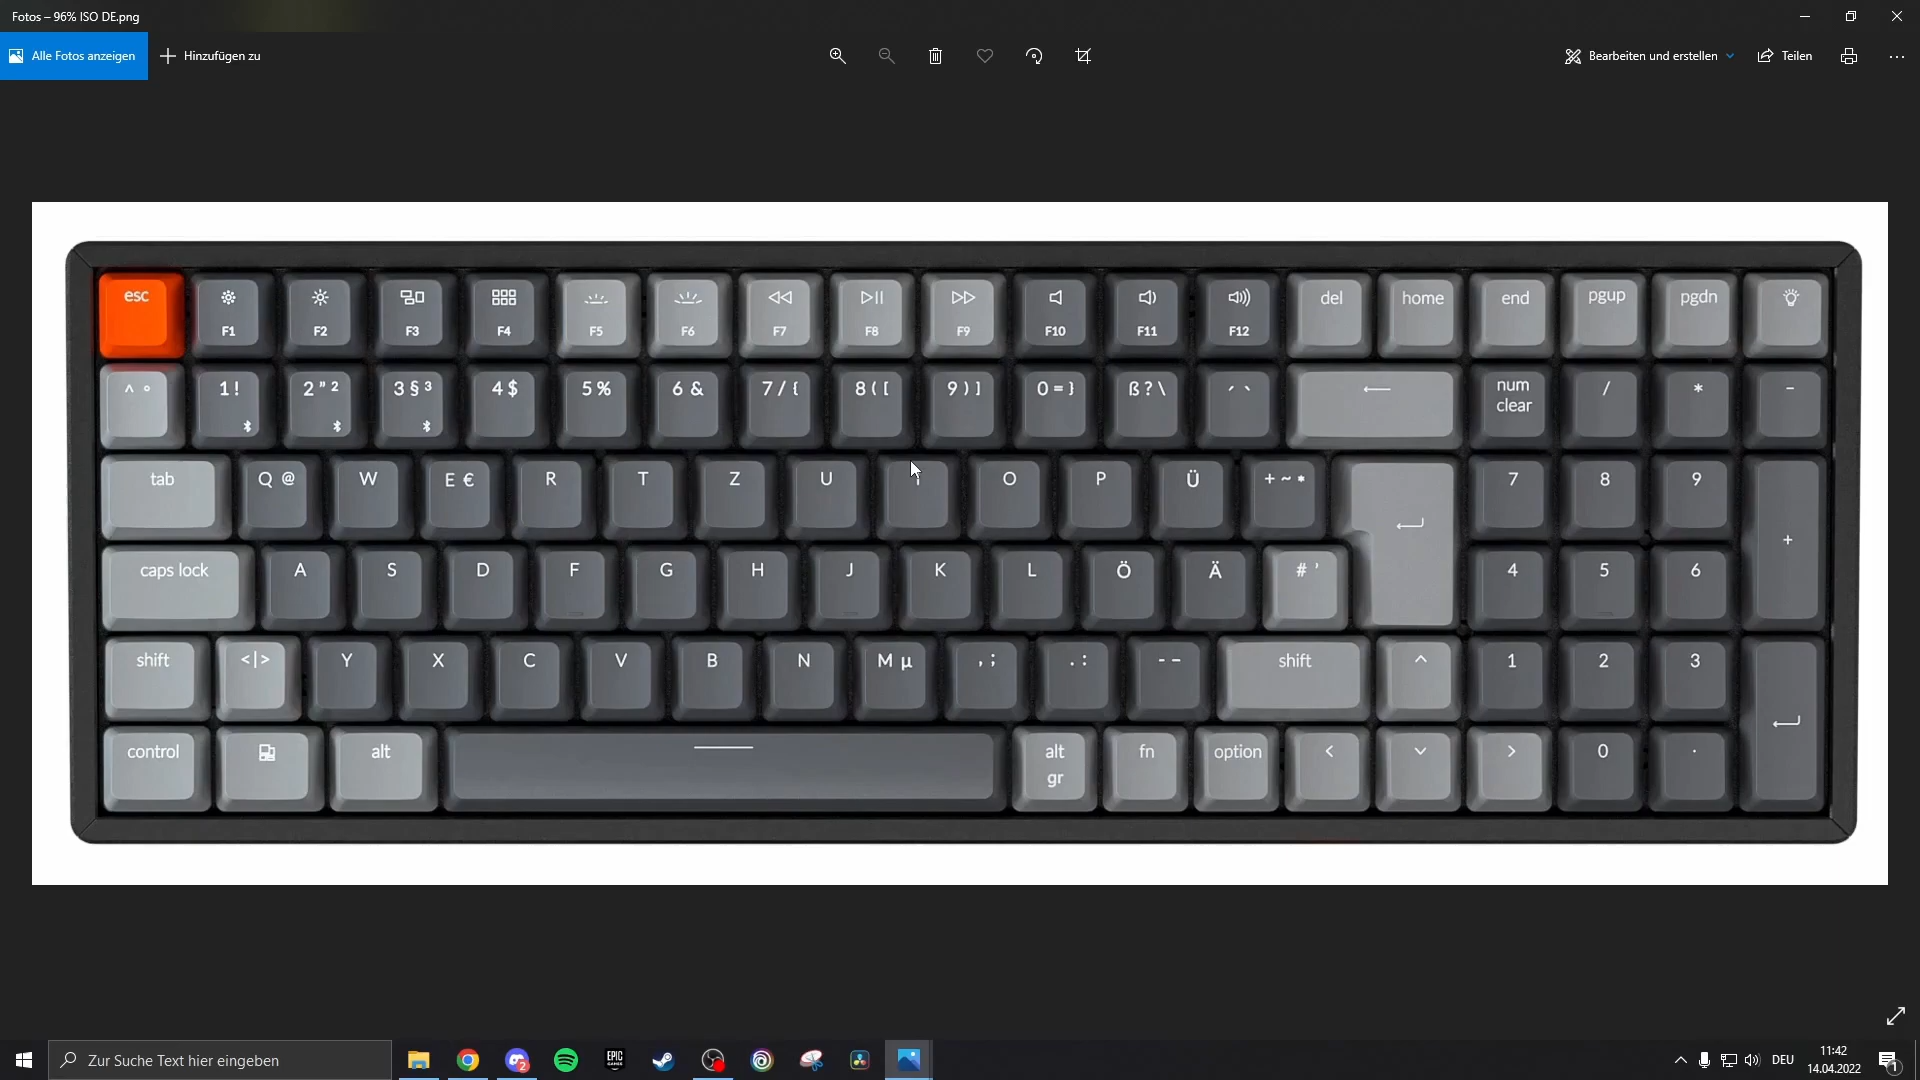 Fotos – 96% ISO DE.png
Alle Fotos anzeigen
Hinzufügen zu
Bearbeiten und erstellen
Teilen
esc F1 F2 F3 F4 F5 F6 F7 F8 F9 F10 F11 F12 del home end pgup pgdn
^ ° 1 ! 2 " ² 3 § ³ 4 $ 5 % 6 & 7 / { 8 ( [ 9 ) ] 0 = } ß ? \ ´ ` num clear / * -
tab Q @ W E € R T Z U O P Ü + ~ * 7 8 9 +
caps lock A S D F G H J K L Ö Ä # ' 4 5 6
shift < | > Y X C V B N M µ , ; . : - – shift ^ 1 2 3
control alt alt gr fn option < > 0 .
Zur Suche Text hier eingeben
EPIC GAMES
2
DEU
11:42
14.04.2022
1